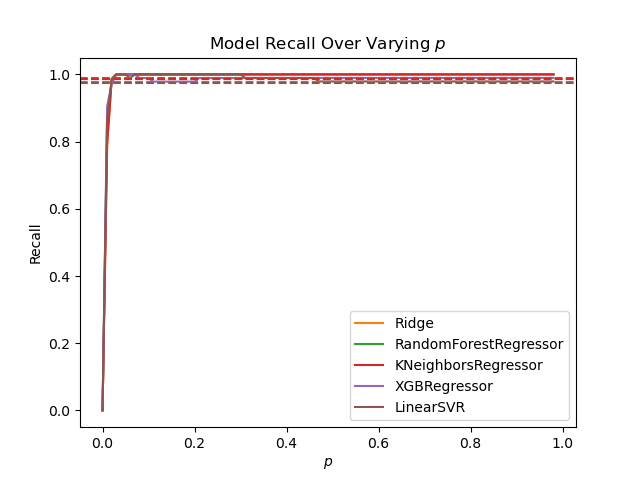 Model Recall Over Varying p
1.0
0.8
0.6
0.4
0.2
0.0
Recall
Ridge
RandomForestRegressor
KNeighborsRegressor
XGBRegressor
LinearSVR
0.0 0.2 0.4 0.6 0.8 1.0
p